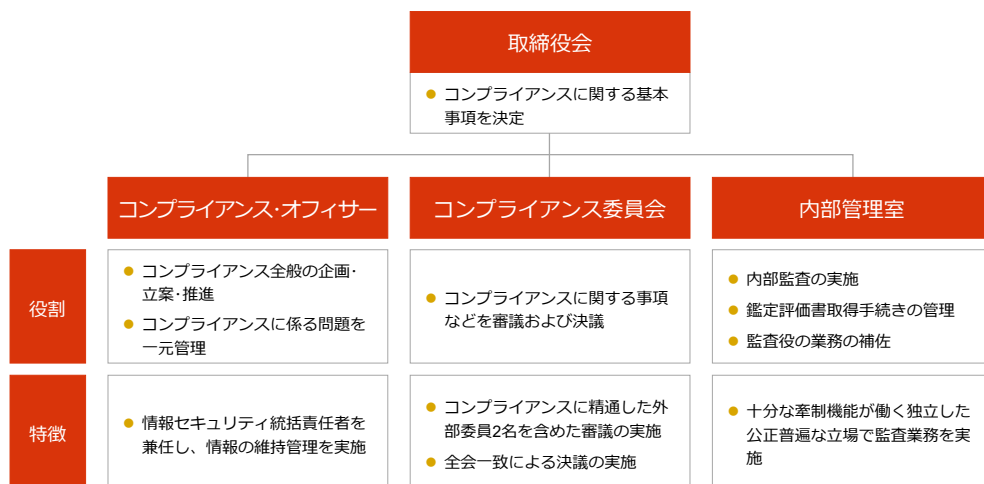 取締役会
コンプライアンスに関する基本
事項を決定
コンプライアンス・オフィサー
コンプライアンス委員会
内部管理室
役割
コンプライアンス全般の企画・
立案・推進
コンプライアンスに係る問題を
一元管理
コンプライアンスに関する事項
などを審議および決議
内部監査の実施
鑑定評価書取得手続きの管理
監査役の業務の補佐
特徴
情報セキュリティ統括責任者を
兼任し、情報の維持管理を実施
コンプライアンスに精通した外
部委員2名を含めた審議の実施
全会一致による決議の実施
十分な牽制機能が働く独立した
公正普遍な立場で監査業務を実
施